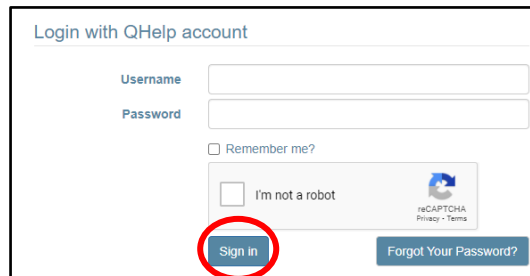 Login with QHelp account
Username
Password
Remember me?
I'm not a robot
reCAPTCHA
Privacy - Terms
Sign in
Forgot Your Password?